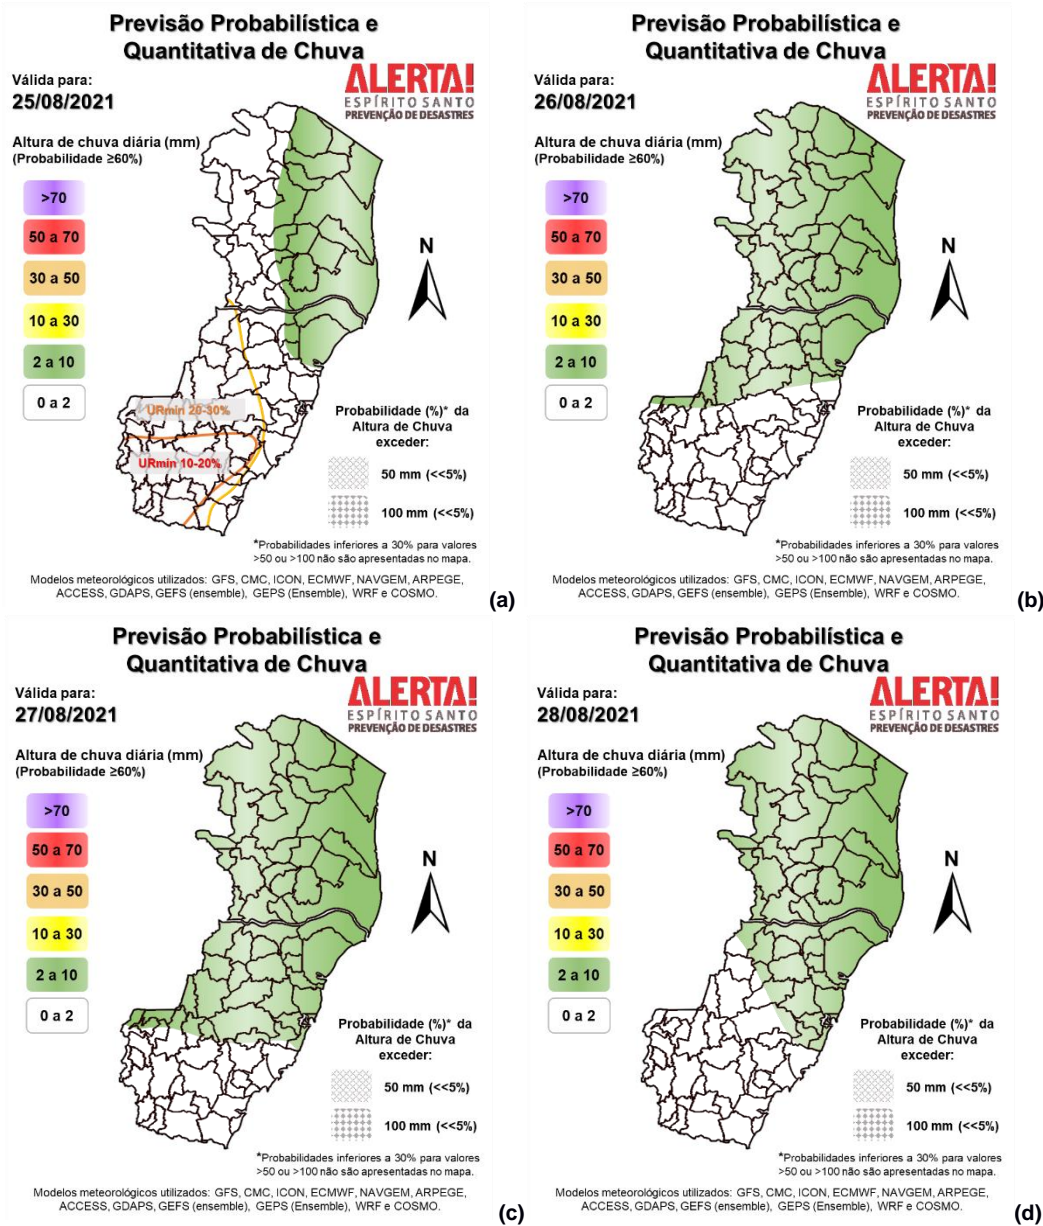 Previsão Probabilística e
Quantitativa de Chuva
Válida para:
25/08/2021
ALERTA!
ESPÍRITO SANTO
PREVENÇÃO DE DESASTRES
Altura de chuva diária (mm)
(Probabilidade ≥60%)
>70
50 a 70
30 a 50
10 a 30
2 a 10
0 a 2
N
URmin 20-30%
URmin 10-20%
Probabilidade (%)* da
Altura de Chuva
exceder:
50 mm (<<5%)
100 mm (<<5%)
*Probabilidades inferiores a 30% para valores
>50 ou >100 não são apresentadas no mapa.
Modelos meteorológicos utilizados: GFS, CMC, ICON, ECMWF, NAVGEM, ARPEGE,
ACCESS, GDAPS, GEFS (ensemble), GEPS (Ensemble), WRF e COSMO.
(a)
Previsão Probabilística e
Quantitativa de Chuva
Válida para:
26/08/2021
ALERTA!
ESPÍRITO SANTO
PREVENÇÃO DE DESASTRES
Altura de chuva diária (mm)
(Probabilidade ≥60%)
>70
50 a 70
30 a 50
10 a 30
2 a 10
0 a 2
N
Probabilidade (%)* da
Altura de Chuva
exceder:
50 mm (<<5%)
100 mm (<<5%)
*Probabilidades inferiores a 30% para valores
>50 ou >100 não são apresentadas no mapa.
Modelos meteorológicos utilizados: GFS, CMC, ICON, ECMWF, NAVGEM, ARPEGE,
ACCESS, GDAPS, GEFS (ensemble), GEPS (Ensemble), WRF e COSMO.
(b)
Previsão Probabilística e
Quantitativa de Chuva
Válida para:
27/08/2021
ALERTA!
ESPÍRITO SANTO
PREVENÇÃO DE DESASTRES
Altura de chuva diária (mm)
(Probabilidade ≥60%)
>70
50 a 70
30 a 50
10 a 30
2 a 10
0 a 2
N
Probabilidade (%)* da
Altura de Chuva
exceder:
50 mm (<<5%)
100 mm (<<5%)
*Probabilidades inferiores a 30% para valores
>50 ou >100 não são apresentadas no mapa.
Modelos meteorológicos utilizados: GFS, CMC, ICON, ECMWF, NAVGEM, ARPEGE,
ACCESS, GDAPS, GEFS (ensemble), GEPS (Ensemble), WRF e COSMO.
(c)
Previsão Probabilística e
Quantitativa de Chuva
Válida para:
28/08/2021
ALERTA!
ESPÍRITO SANTO
PREVENÇÃO DE DESASTRES
Altura de chuva diária (mm)
(Probabilidade ≥60%)
>70
50 a 70
30 a 50
10 a 30
2 a 10
0 a 2
N
Probabilidade (%)* da
Altura de Chuva
exceder:
50 mm (<<5%)
100 mm (<<5%)
*Probabilidades inferiores a 30% para valores
>50 ou >100 não são apresentadas no mapa.
Modelos meteorológicos utilizados: GFS, CMC, ICON, ECMWF, NAVGEM, ARPEGE,
ACCESS, GDAPS, GEFS (ensemble), GEPS (Ensemble), WRF e COSMO.
(d)